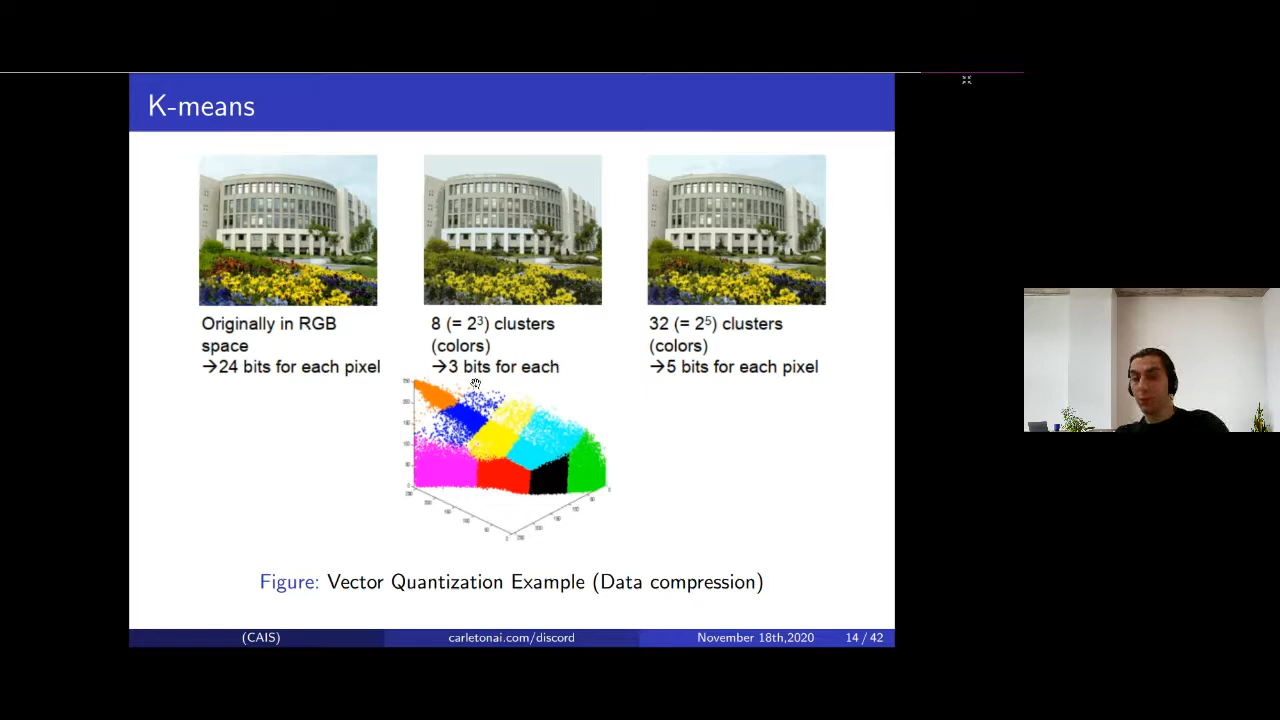 K-means
Originally in RGB
space
→24 bits for each pixel
8 (= 2³) clusters
(colors)
→3 bits for each
32 (= 2⁵) clusters
(colors)
→5 bits for each pixel
Figure: Vector Quantization Example (Data compression)
(CAIS)
carletonai.com/discord
November 18th,2020
14 / 42